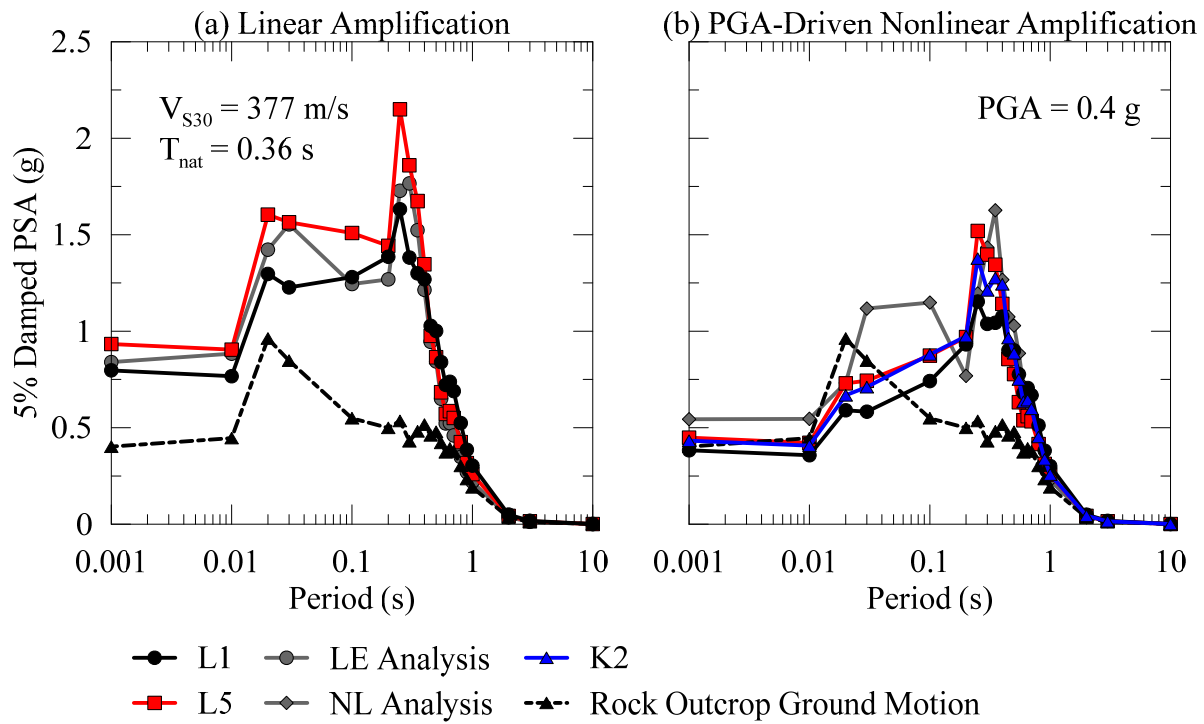 (a) Linear Amplification
(b) PGA-Driven Nonlinear Amplification
5% Damped PSA (g)
2.5
2
1.5
1
0.5
0
V_S30 = 377 m/s
T_nat = 0.36 s
PGA = 0.4 g
0.001 0.01 0.1 1 10
0.001 0.01 0.1 1 10
Period (s)
Period (s)
L1 LE Analysis K2
L5 NL Analysis Rock Outcrop Ground Motion